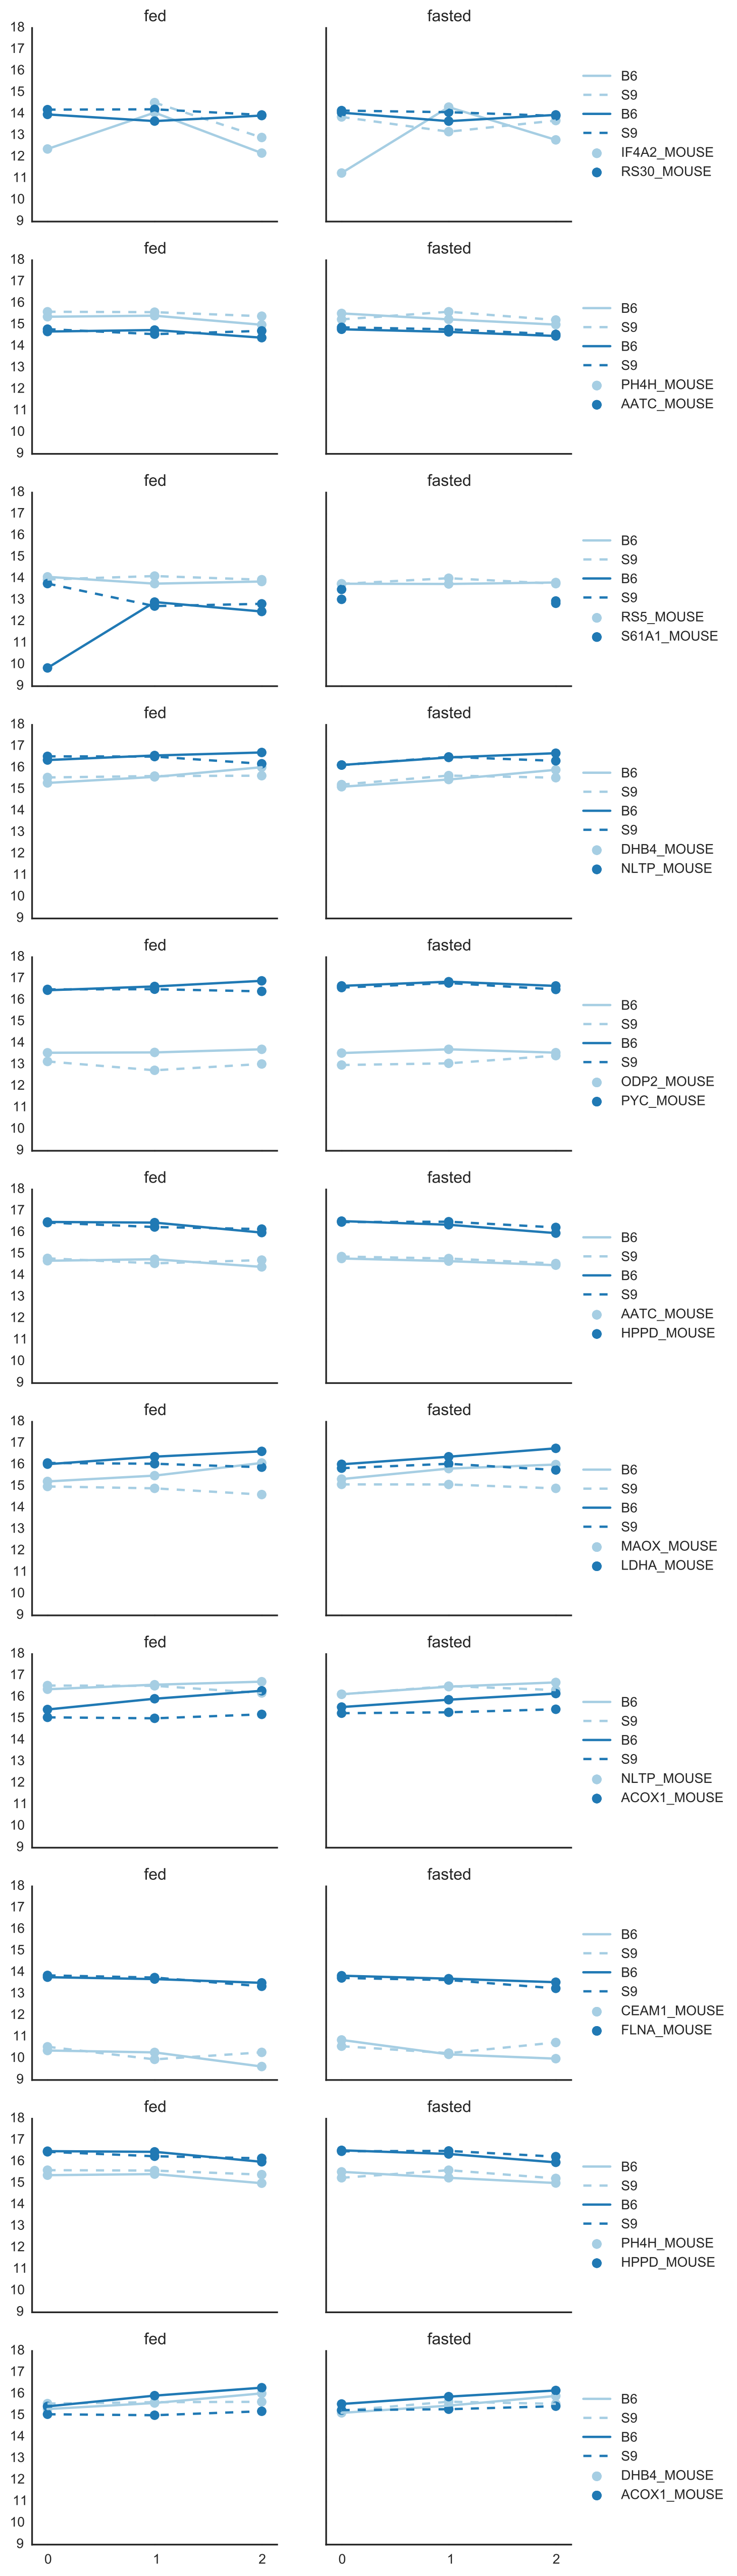 fed fasted
18
17
16
15
14
13
12
11
10
9
B6
S9
B6
S9
IF4A2_MOUSE
RS30_MOUSE
fed fasted
18
17
16
15
14
13
12
11
10
9
B6
S9
B6
S9
PH4H_MOUSE
AATC_MOUSE
fed fasted
18
17
16
15
14
13
12
11
10
9
B6
S9
B6
S9
RS5_MOUSE
S61A1_MOUSE
fed fasted
18
17
16
15
14
13
12
11
10
9
B6
S9
B6
S9
DHB4_MOUSE
NLTP_MOUSE
fed fasted
18
17
16
15
14
13
12
11
10
9
B6
S9
B6
S9
ODP2_MOUSE
PYC_MOUSE
fed fasted
18
17
16
15
14
13
12
11
10
9
B6
S9
B6
S9
AATC_MOUSE
HPPD_MOUSE
fed fasted
18
17
16
15
14
13
12
11
10
9
B6
S9
B6
S9
MAOX_MOUSE
LDHA_MOUSE
fed fasted
18
17
16
15
14
13
12
11
10
9
B6
S9
B6
S9
NLTP_MOUSE
ACOX1_MOUSE
fed fasted
18
17
16
15
14
13
12
11
10
9
B6
S9
B6
S9
CEAM1_MOUSE
FLNA_MOUSE
fed fasted
18
17
16
15
14
13
12
11
10
9
B6
S9
B6
S9
PH4H_MOUSE
HPPD_MOUSE
fed fasted
18
17
16
15
14
13
12
11
10
9
B6
S9
B6
S9
DHB4_MOUSE
ACOX1_MOUSE
0 1 2 0 1 2